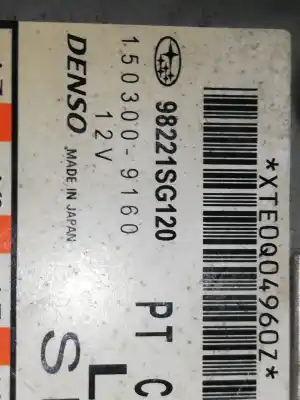 *XTE0Q04960Z*
98221SG120
150300-9160
12V
DENSO MADE IN JAPAN
PT C
L
S